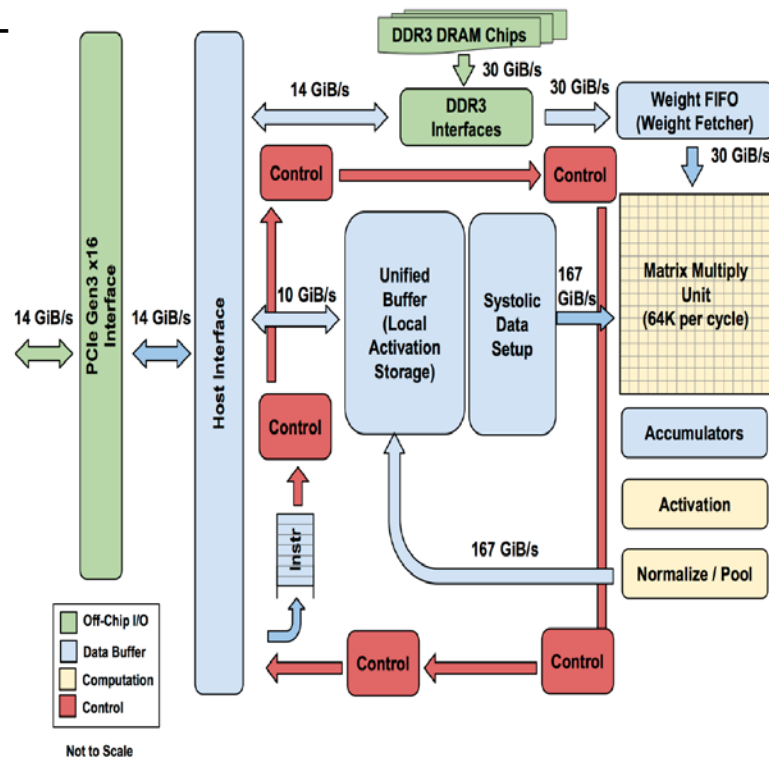 DDR3 DRAM Chips
30 GiB/s
14 GiB/s
30 GiB/s
DDR3
Interfaces
Weight FIFO
(Weight Fetcher)
30 GiB/s
Control
Control
PCIe Gen3 x16
Interface
Host Interface
14 GiB/s
14 GiB/s
10 GiB/s
Unified
Buffer
(Local
Activation
Storage)
Systolic
Data
Setup
167
GiB/s
Matrix Multiply
Unit
(64K per cycle)
Control
Accumulators
Instr
Activation
167 GiB/s
Normalize / Pool
Off-Chip I/O
Data Buffer
Computation
Control
Control
Control
Not to Scale